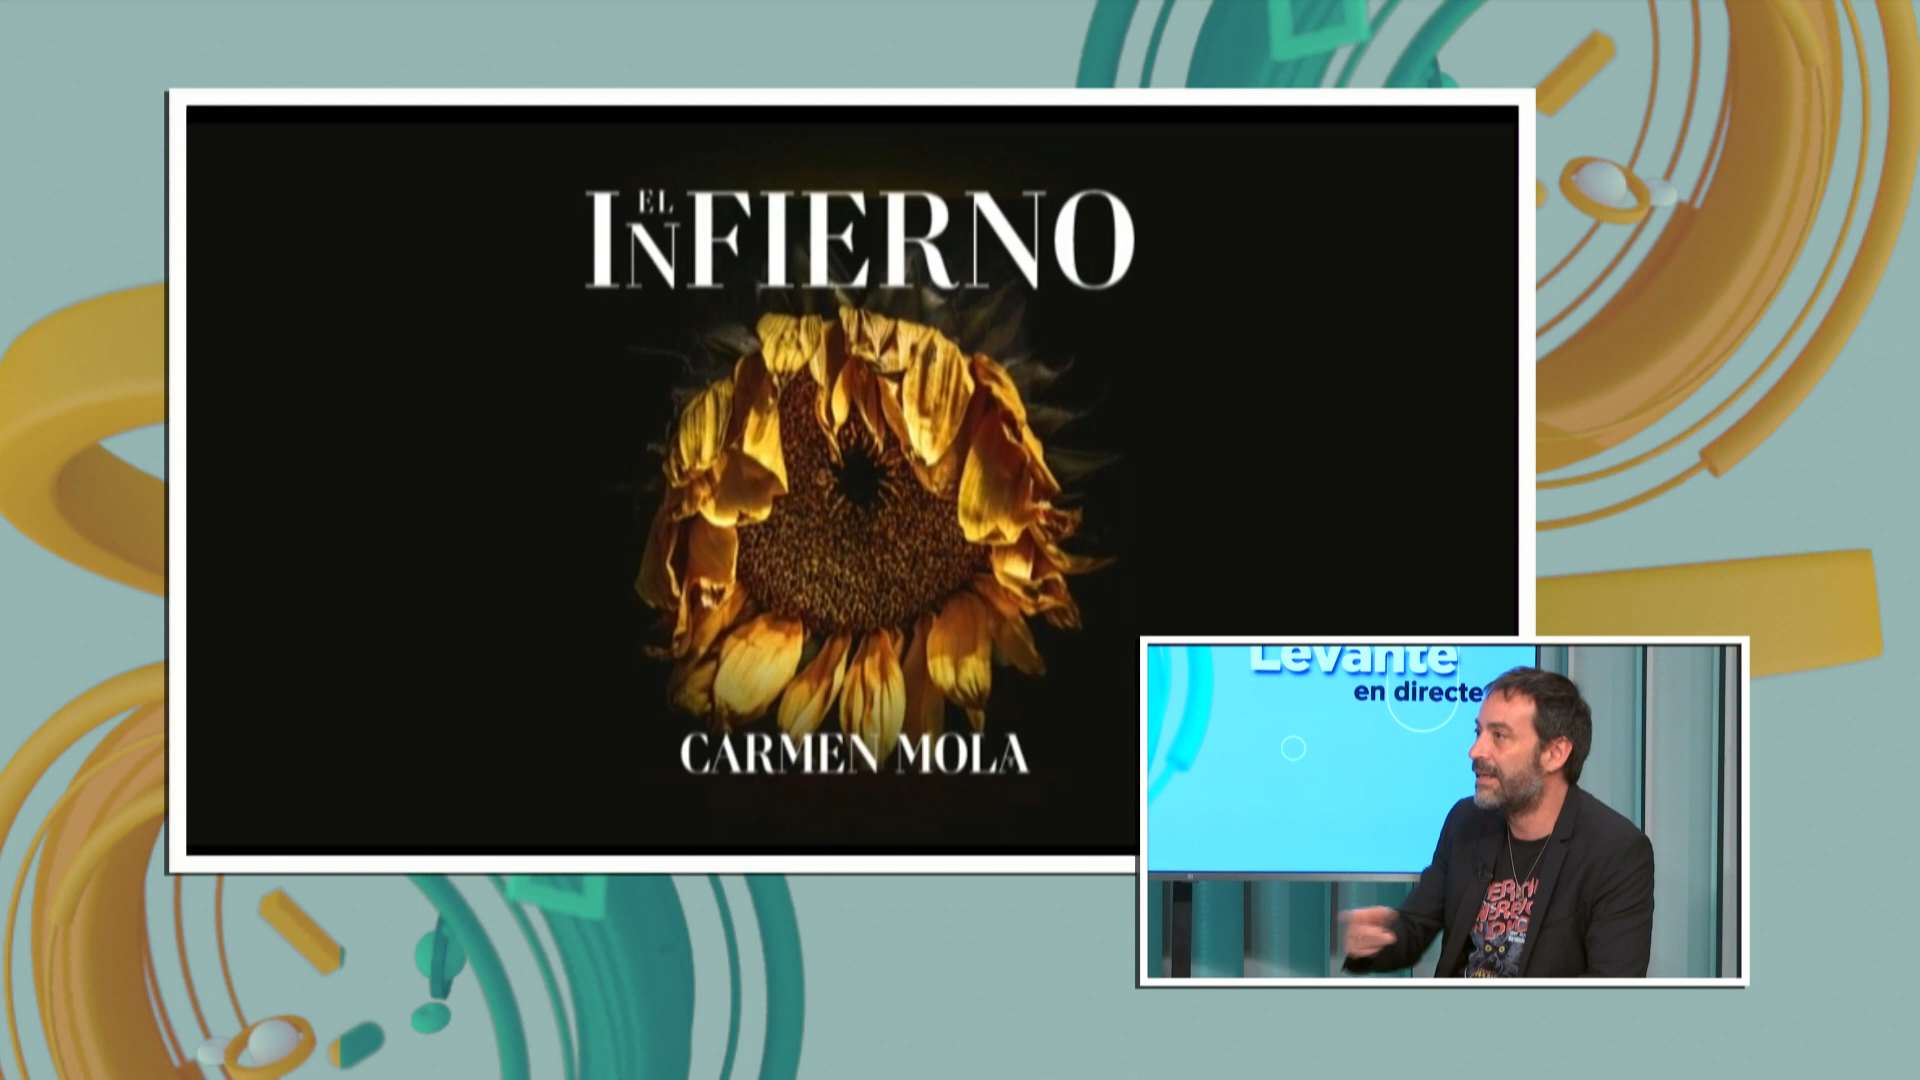 EL
INFIERNO
CARMEN MOLA
Levante
en directe